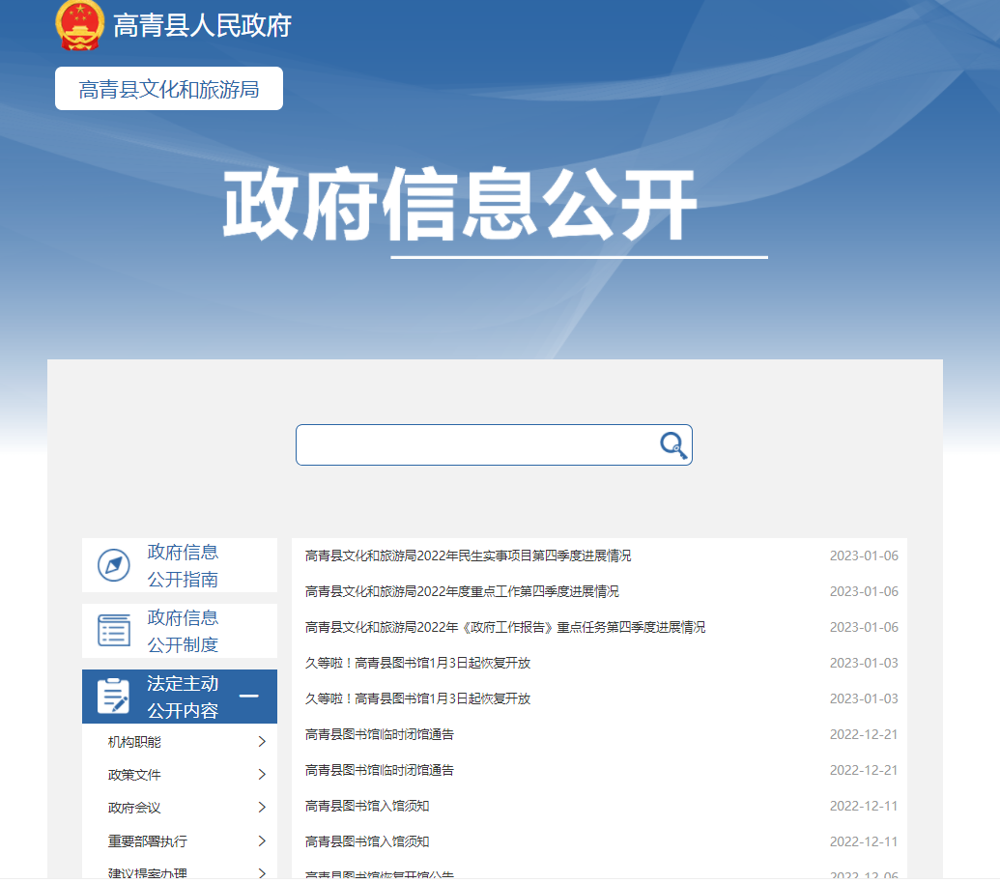 高青县人民政府
高青县文化和旅游局
政府信息公开
政府信息
公开指南
政府信息
公开制度
法定主动
公开内容
机构职能
政策文件
政府会议
重要部署执行
建议提案办理
高青县文化和旅游局2022年民生实事项目第四季度进展情况 2023-01-06
高青县文化和旅游局2022年度重点工作第四季度进展情况 2023-01-06
高青县文化和旅游局2022年《政府工作报告》重点任务第四季度进展情况 2023-01-06
久等啦！高青县图书馆1月3日起恢复开放 2023-01-03
久等啦！高青县图书馆1月3日起恢复开放 2023-01-03
高青县图书馆临时闭馆通告 2022-12-21
高青县图书馆临时闭馆通告 2022-12-21
高青县图书馆入馆须知 2022-12-11
高青县图书馆入馆须知 2022-12-11
高青县图书馆恢复开馆公告 2022-12-06